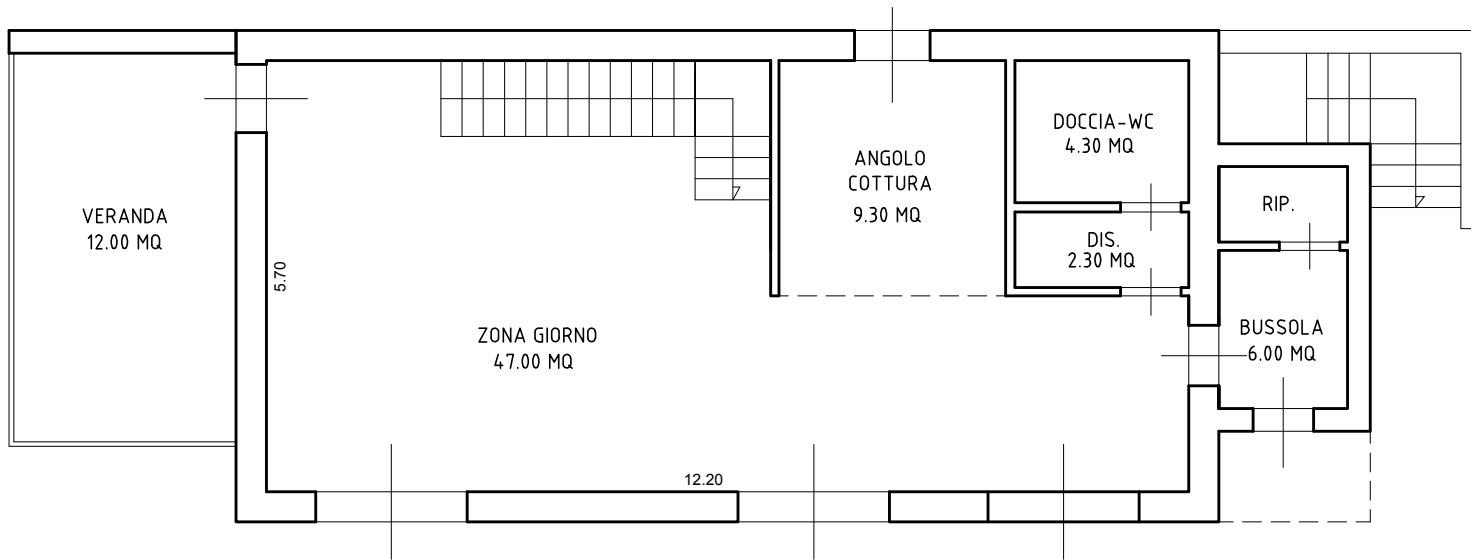 VERANDA
12.00 MQ
5.70
ZONA GIORNO
47.00 MQ
12.20
ANGOLO
COTTURA
9.30 MQ
DOCCIA-WC
4.30 MQ
DIS.
2.30 MQ
RIP.
BUSSOLA
6.00 MQ